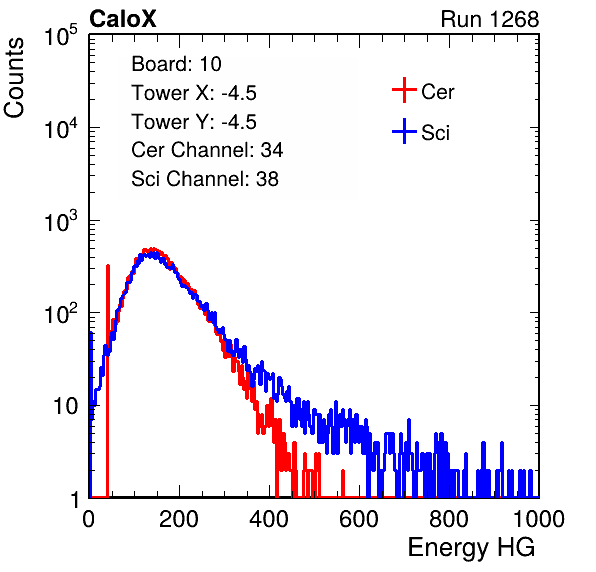 CaloX Run 1268
Counts
10^5
10^4
10^3
10^2
10
1
Board: 10
Tower X: -4.5
Tower Y: -4.5
Cer Channel: 34
Sci Channel: 38
Cer
Sci
0 200 400 600 800 1000
Energy HG